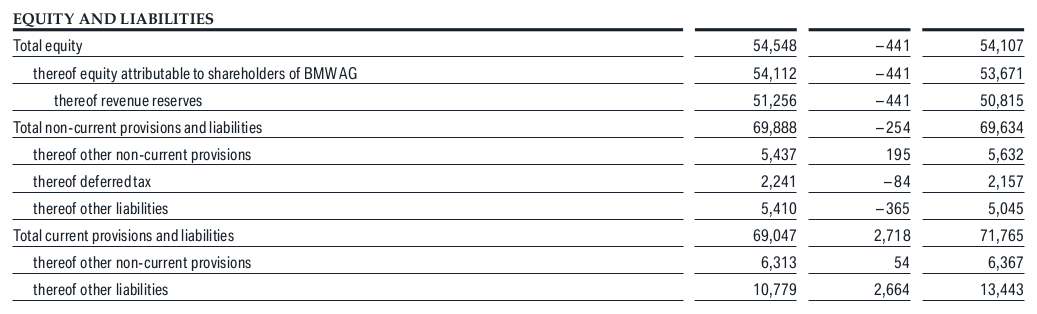 EQUITY AND LIABILITIES
Total equity 54,548 –441 54,107
thereof equity attributable to shareholders of BMW AG 54,112 –441 53,671
thereof revenue reserves 51,256 –441 50,815
Total non-current provisions and liabilities 69,888 –254 69,634
thereof other non-current provisions 5,437 195 5,632
thereof deferred tax 2,241 –84 2,157
thereof other liabilities 5,410 –365 5,045
Total current provisions and liabilities 69,047 2,718 71,765
thereof other non-current provisions 6,313 54 6,367
thereof other liabilities 10,779 2,664 13,443